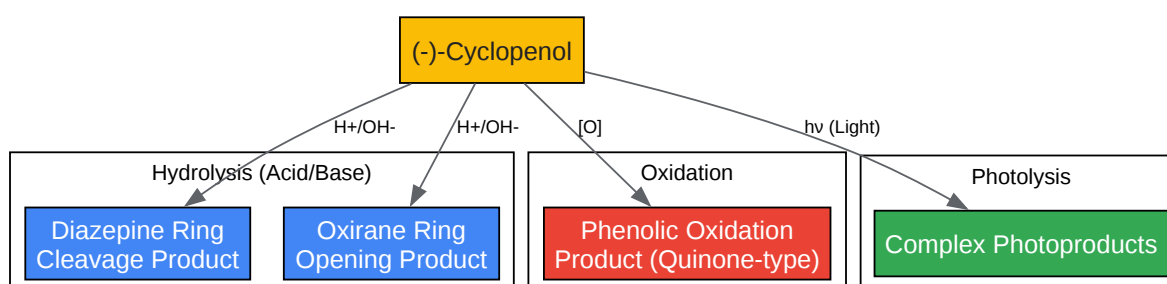 (-)-Cyclopenol
H+/OH-
H+/OH-
[O]
hν (Light)
Hydrolysis (Acid/Base)
Oxidation
Photolysis
Diazepine Ring
Cleavage Product
Oxirane Ring
Opening Product
Phenolic Oxidation
Product (Quinone-type)
Complex Photoproducts